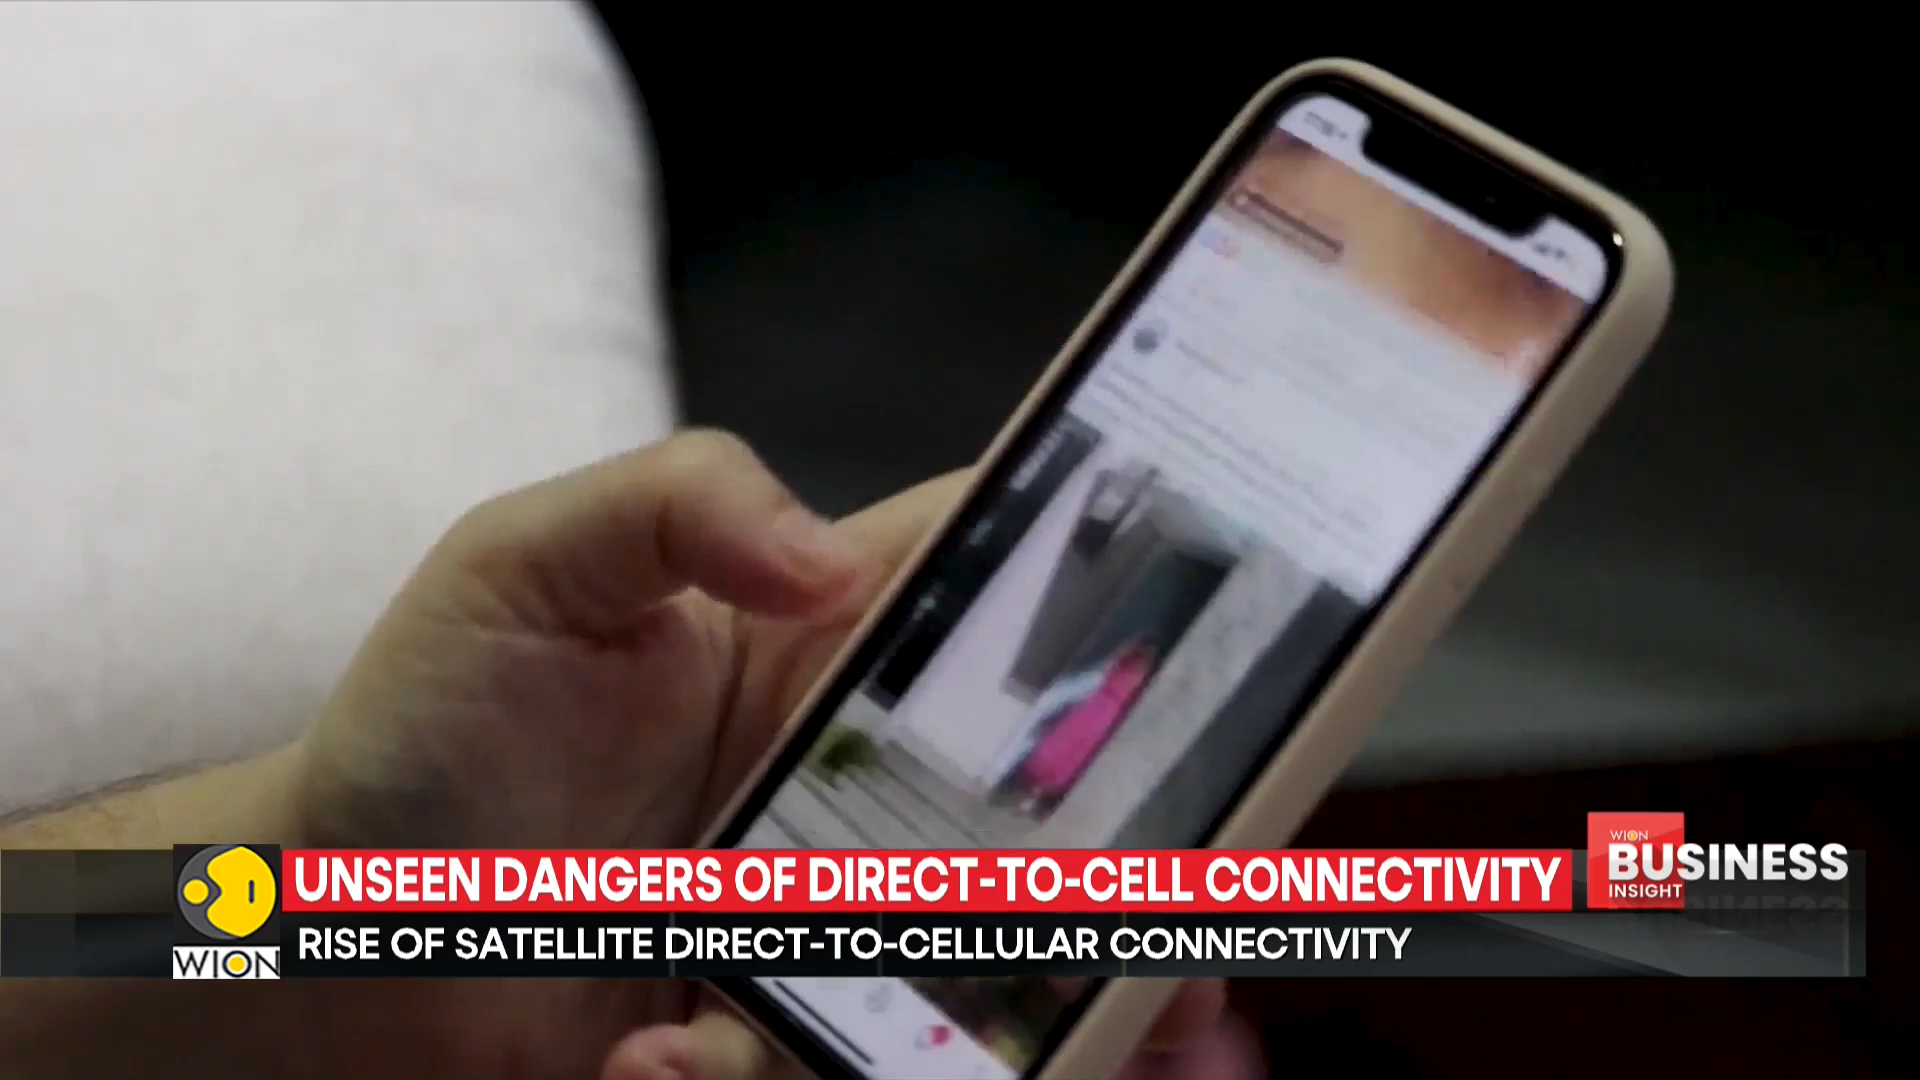 UNSEEN DANGERS OF DIRECT-TO-CELL CONNECTIVITY
WION
BUSINESS
INSIGHT
RISE OF SATELLITE DIRECT-TO-CELLULAR CONNECTIVITY
WION